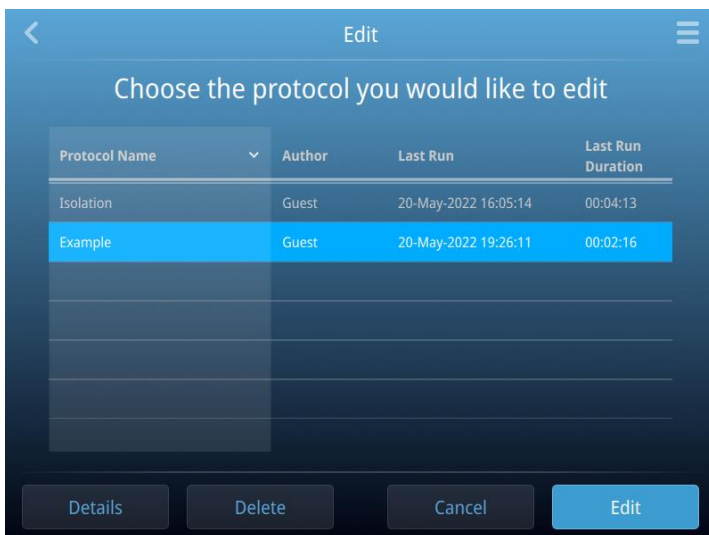 Edit
Choose the protocol you would like to edit
Protocol Name Author Last Run Last Run Duration
Isolation Guest 20-May-2022 16:05:14 00:04:13
Example Guest 20-May-2022 19:26:11 00:02:16
Details Delete Cancel Edit